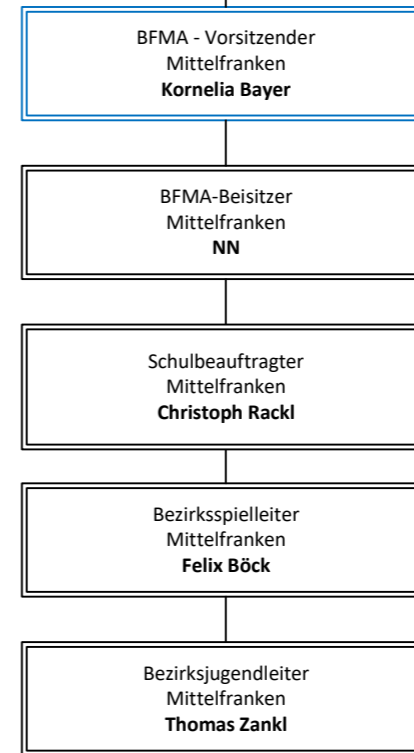 BFMA - Vorsitzender
Mittelfranken
Kornelia Bayer
BFMA-Beisitzer
Mittelfranken
NN
Schulbeauftragter
Mittelfranken
Christoph Rackl
Bezirksspielleiter
Mittelfranken
Felix Böck
Bezirksjugendleiter
Mittelfranken
Thomas Zankl